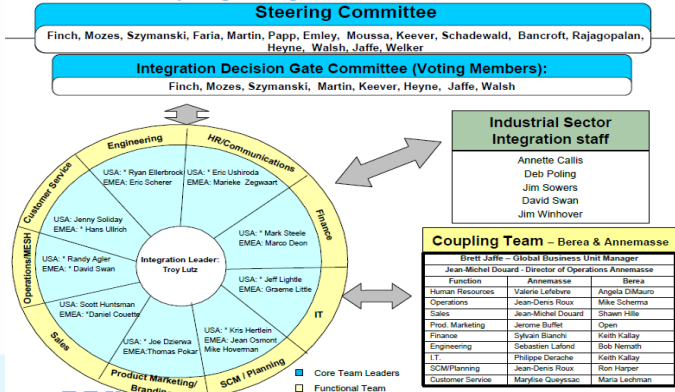 Steering Committee
Finch, Mozes, Szymanski, Faria, Martin, Papp, Emley, Moussa, Keever, Schadewald, Bancroft, Rajagopalan,
Heyne, Walsh, Jaffe, Welker
Integration Decision Gate Committee (Voting Members):
Finch, Mozes, Szymanski, Martin, Keever, Heyne, Jaffe, Walsh
Engineering
USA: * Ryan Ellerbrock
EMEA: Eric Scherer
HR/Communications
USA: * Eric Ushiroda
EMEA: Marieke Zegwaart
Customer Service
USA: Jenny Soliday
EMEA: * Hans Ullrich
Finance
USA: * Mark Steele
EMEA: Marco Deon
Operations/MESH
USA: * Randy Agler
EMEA: * David Swan
Integration Leader:
Troy Lutz
USA: * Jeff Lightle
EMEA: Graeme Little
IT
USA: Scott Huntsman
EMEA: *Daniel Couette
Sales
USA: * Joe Dzierwa
EMEA:Thomas Pokar
Product Marketing/
USA: * Kris Hertlein
EMEA: Jean Osmont
Mike Hoverman
SCM / Planning
Core Team Leaders
Functional Team
Industrial Sector
Integration staff
Annette Callis
Deb Poling
Jim Sowers
David Swan
Jim Winhover
Coupling Team – Berea & Annemasse
Brett Jaffe – Global Business Unit Manager
Jean-Michel Douard - Director of Operations Annemasse
Function Annemasse Berea
Human Resources Valerie Lefebvre Angela DiMauro
Operations Jean-Denis Roux Mike Scherma
Sales Jean-Michel Douard Shawn Hille
Prod. Marketing Jerome Buffet Open
Finance Sylvain Bianchi Keith Kallay
Engineering Sebastien Lafond Bob Nemath
I.T. Philippe Derache Keith Kallay
SCM/Planning Jean-Denis Roux Ron Harper
Customer Service Marylise Queyssac Maria Luehman